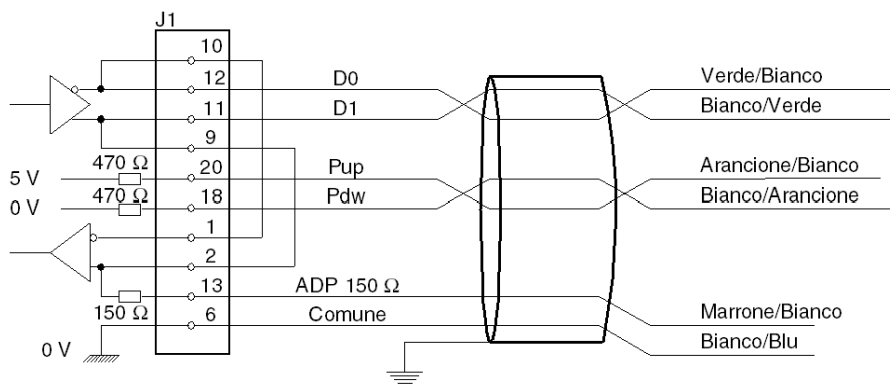 J1
10
12 D0 Verde/Bianco
11 D1 Bianco/Verde
9
470 Ω
5 V 20 Pup Arancione/Bianco
470 Ω
0 V 18 Pdw Bianco/Arancione
1
2
13 ADP 150 Ω Marrone/Bianco
150 Ω 6 Comune Bianco/Blu
0 V